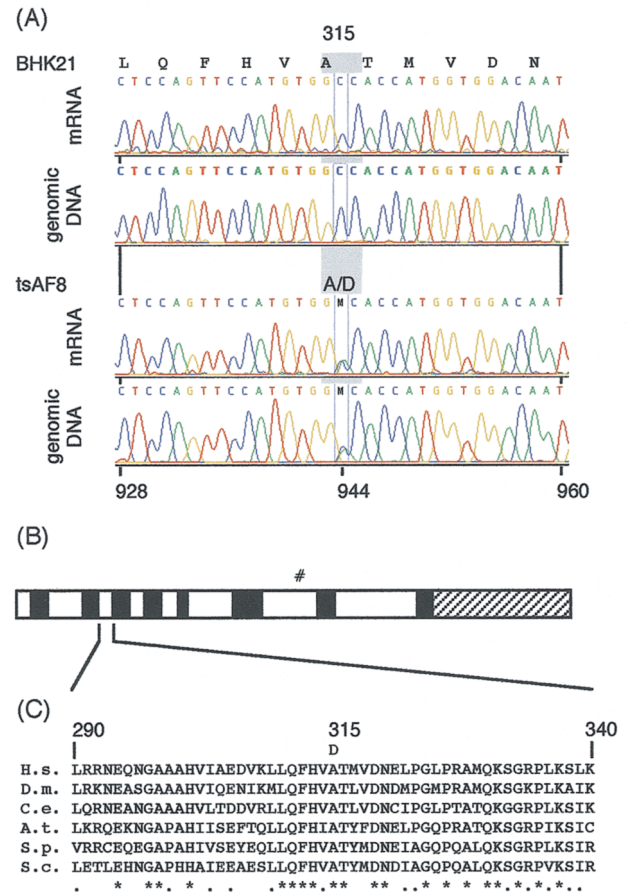 (A)
315
BHK21 L Q F H V A T M V D N
C T C C A G T T C C A T G T G G C C A C C A T G G T G G A C A A T
mRNA
C T C C A G T T C C A T G T G G C C A C C A T G G T G G A C A A T
genomic DNA
tsAF8 A/D
C T C C A G T T C C A T G T G G M C A C C A T G G T G G A C A A T
mRNA
C T C C A G T T C C A T G T G G M C A C C A T G G T G G A C A A T
genomic DNA
928 944 960
(B)
#
(C)
290 315 340
D
H.s. LRRNEQNGAAAHVIAEDVKLLQFHVATMVDNELPGLPRAMQKSGRPLKSLK
D.m. LRKNEASGAAAHVIQENIKMLQFHVATLVDNDMPGMPRAMQKSGKPLKAIK
C.e. LQRNEANGAAAHVLTDDVRLLQFHVATLVDNCIPGLPTATQKGGRPLKSIK
A.t. LKRQEKNGAPAHIISEFTQLLQFHIATYFDNELPGQPRATQKSGRPIKSIC
S.p. VRRCEQEGAPAHIVSEYEQLLQFHVATYMDNEIAGQPQALQKSGRPLKSIR
S.c. LETLEHNGAPHHAIEEAESLLQFHVATYMDNDIAGQPQALQKSGRPVKSIR
. * **. *. . . .****.** **. ..* * *.**.*.*..